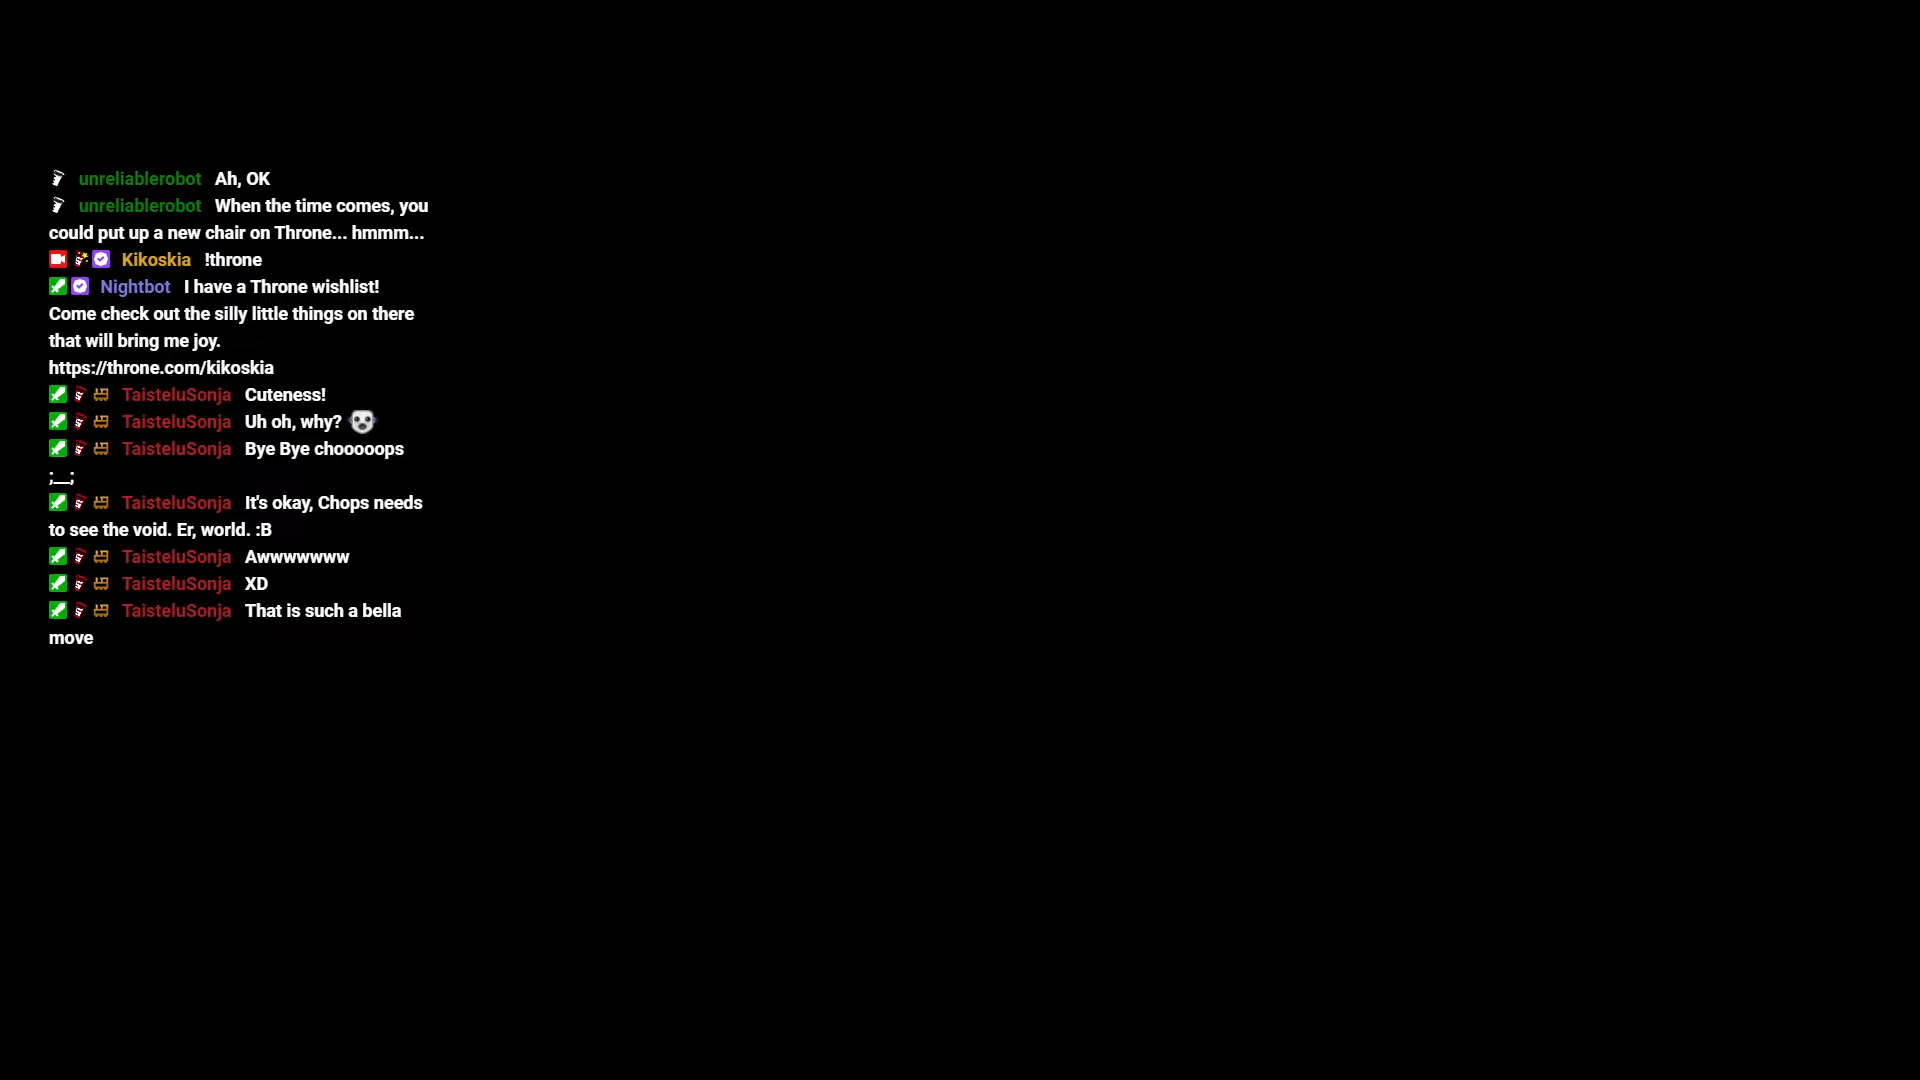 unreliablerobot Ah, OK
unreliablerobot When the time comes, you
could put up a new chair on Throne... hmmm...
Kikoskia !throne
Nightbot I have a Throne wishlist!
Come check out the silly little things on there
that will bring me joy.
https://throne.com/kikoskia
TaisteluSonja Cuteness!
TaisteluSonja Uh oh, why?
TaisteluSonja Bye Bye chooooops
;__;
TaisteluSonja It's okay, Chops needs
to see the void. Er, world. :B
TaisteluSonja Awwwwwww
TaisteluSonja XD
TaisteluSonja That is such a bella
move